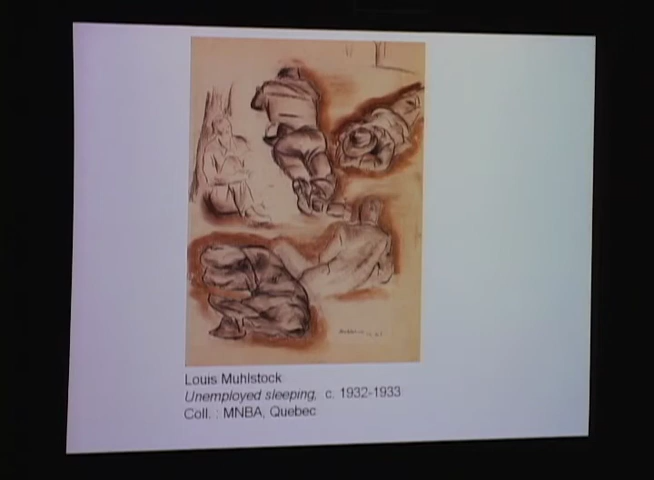 Louis Muhlstock
Unemployed sleeping, c. 1932-1933
Coll. : MNBA, Quebec